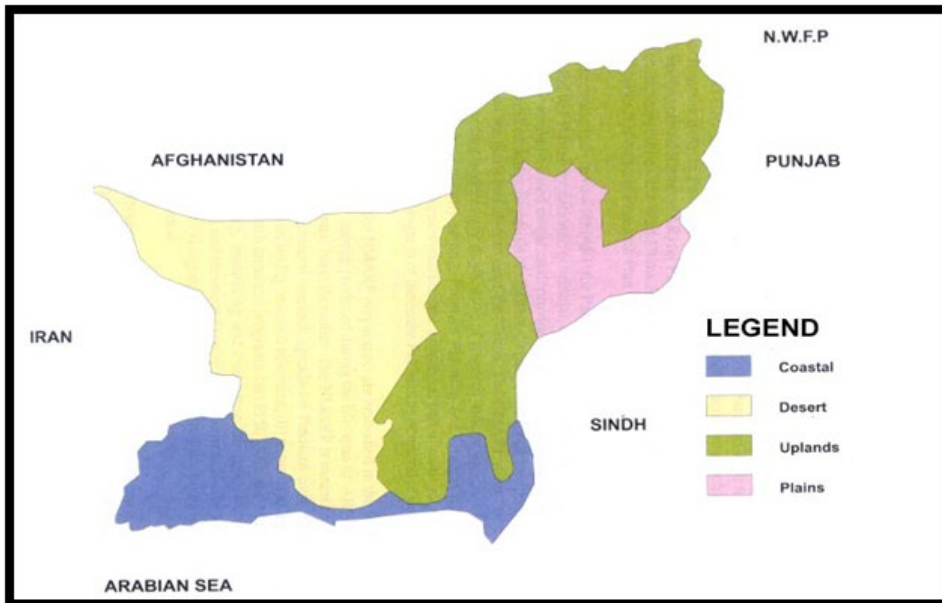 N.W.F.P
AFGHANISTAN
PUNJAB
IRAN
LEGEND
Coastal
Desert
SINDH
Uplands
Plains
ARABIAN SEA